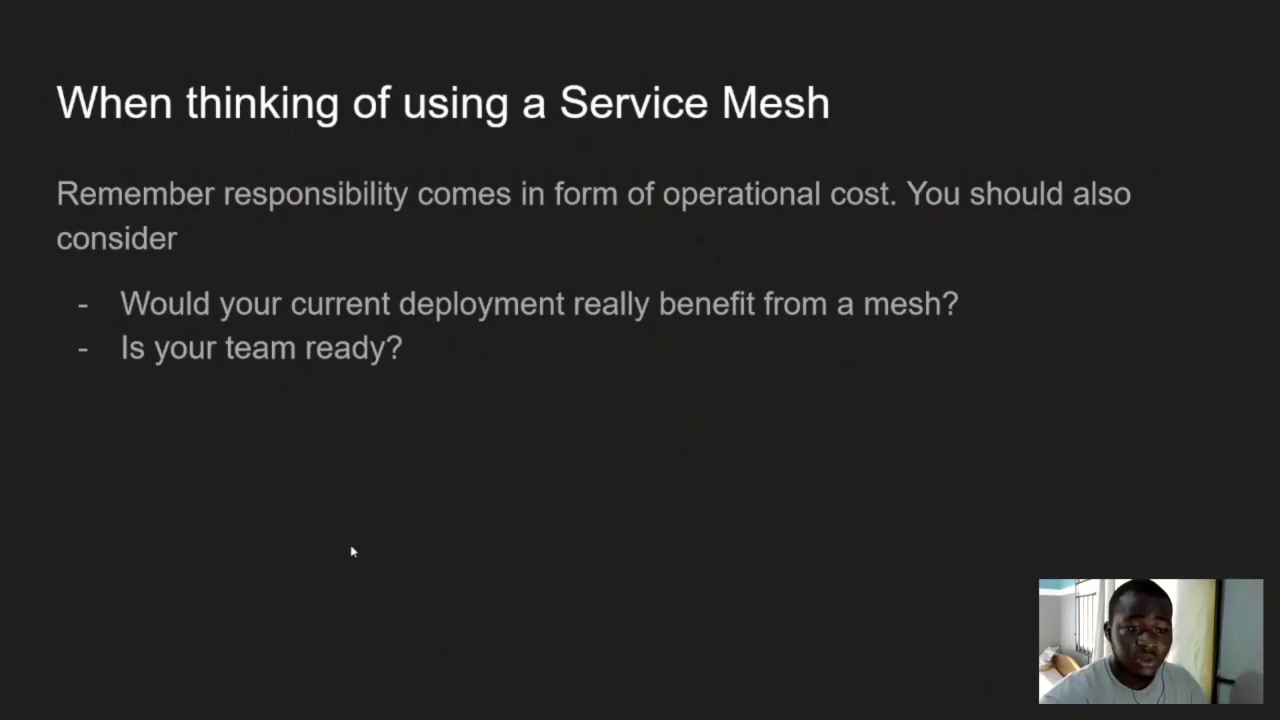 When thinking of using a Service Mesh
Remember responsibility comes in form of operational cost. You should also
consider
- Would your current deployment really benefit from a mesh?
- Is your team ready?